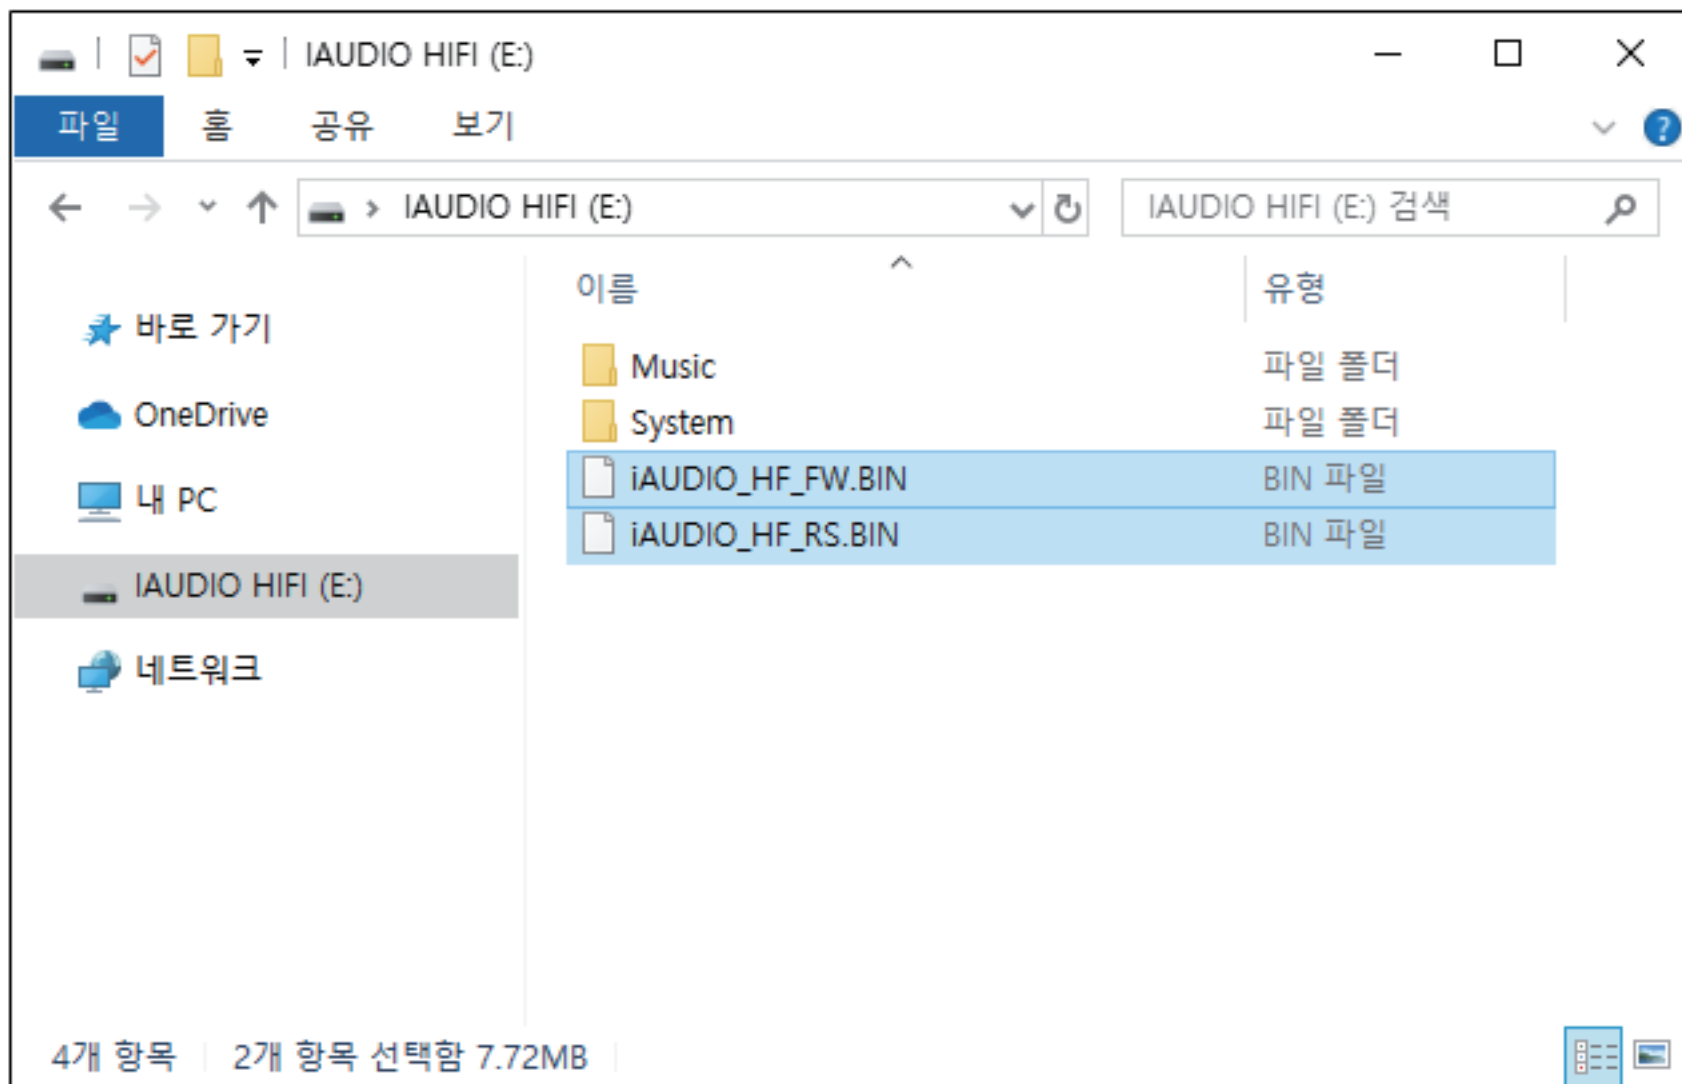 IAUDIO HIFI (E:)
파일 홈 공유 보기
IAUDIO HIFI (E:) IAUDIO HIFI (E:) 검색
이름 유형
바로 가기
OneDrive
내 PC
IAUDIO HIFI (E:)
네트워크
Music 파일 폴더
System 파일 폴더
iAUDIO_HF_FW.BIN BIN 파일
iAUDIO_HF_RS.BIN BIN 파일
4개 항목 2개 항목 선택함 7.72MB